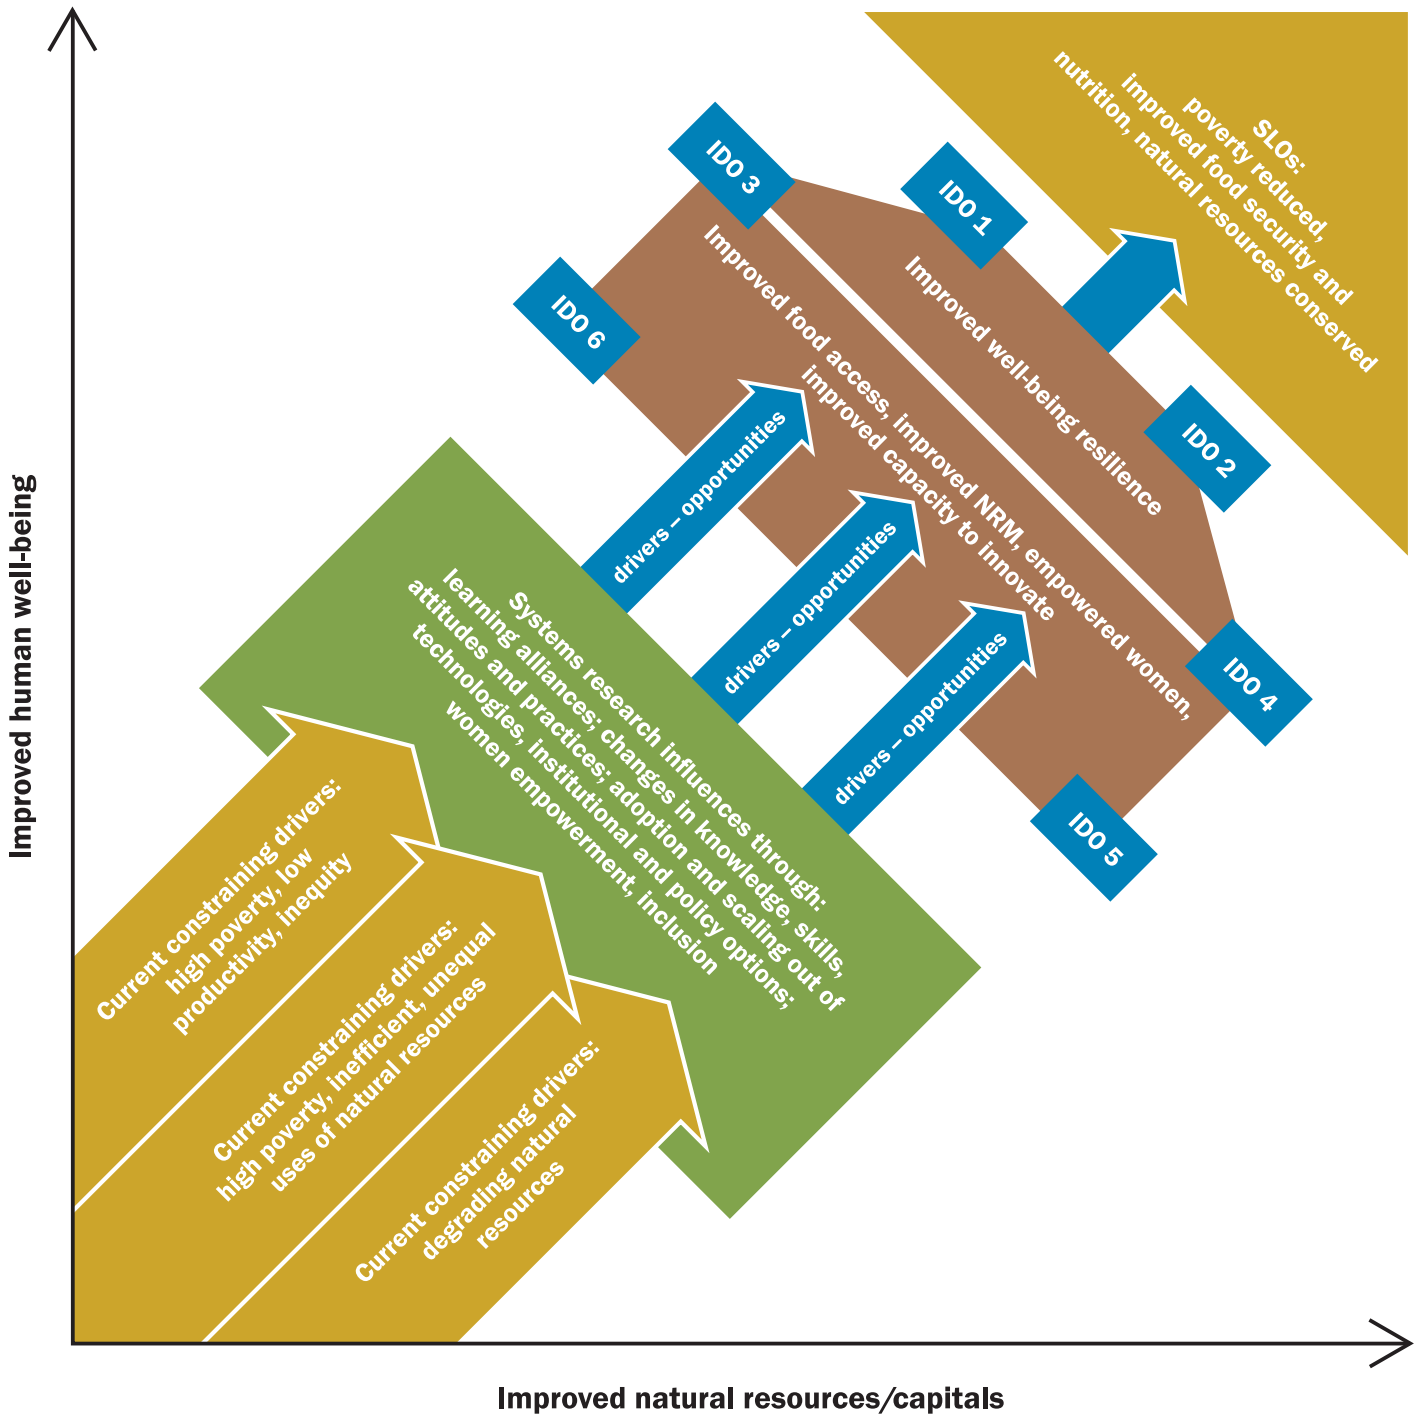 SLOs:
poverty reduced,
improved food security and
nutrition, natural resources conserved
IDO 3
IDO 1
IDO 6
IDO 2
IDO 4
IDO 5
Improved well-being resilience
Improved food access, improved NRM, empowered women,
improved capacity to innovate
drivers – opportunities
drivers – opportunities
drivers – opportunities
Systems research influences through:
learning alliances; changes in knowledge, skills,
attitudes and practices; adoption and scaling out of
technologies, institutional and policy options;
women empowerment, inclusion
Current constraining drivers:
high poverty, low
productivity, inequity
Current constraining drivers:
high poverty, inefficient, unequal
uses of natural resources
Current constraining drivers:
degrading natural
resources
Improved human well-being
Improved natural resources/capitals